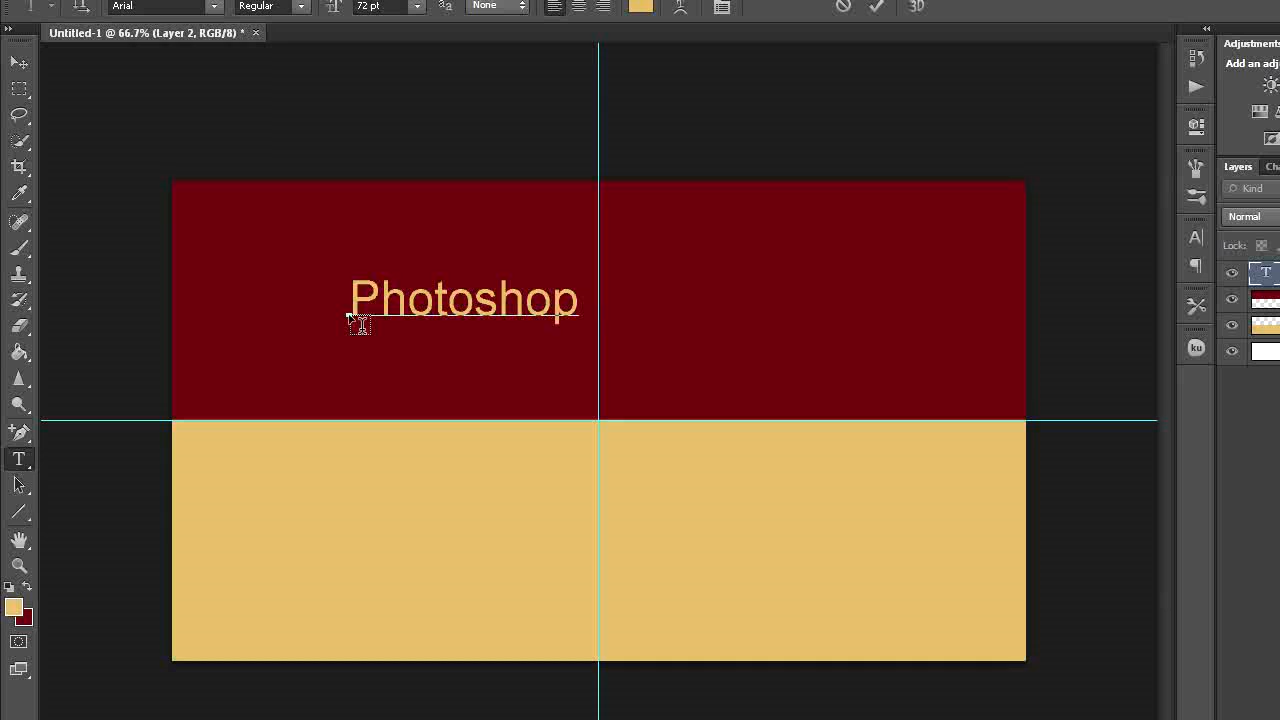 Arial Regular 72 pt None 3D
Untitled-1 @ 66.7% (Layer 2, RGB/8) *
Adjustments
Add an adj
Layers
Kind
Normal
Lock:
Photoshop
ku